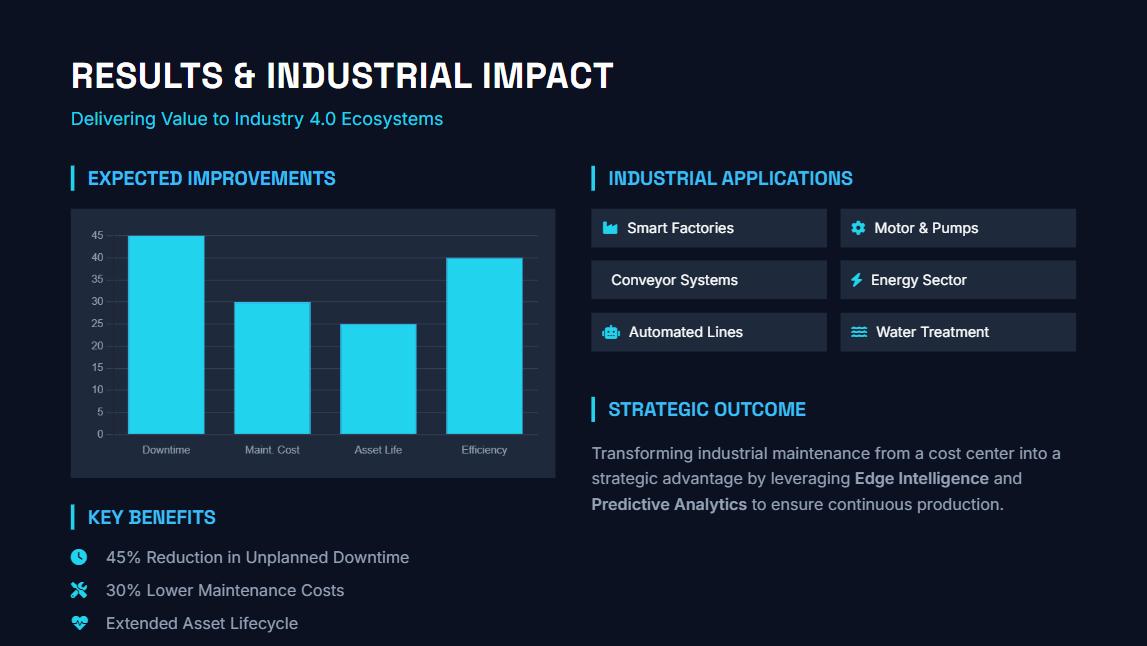 RESULTS & INDUSTRIAL IMPACT
Delivering Value to Industry 4.0 Ecosystems
EXPECTED IMPROVEMENTS
45
40
35
30
25
20
15
10
5
0
Downtime
Maint. Cost
Asset Life
Efficiency
KEY BENEFITS
45% Reduction in Unplanned Downtime
30% Lower Maintenance Costs
Extended Asset Lifecycle
INDUSTRIAL APPLICATIONS
Smart Factories
Motor & Pumps
Conveyor Systems
Energy Sector
Automated Lines
Water Treatment
STRATEGIC OUTCOME
Transforming industrial maintenance from a cost center into a
strategic advantage by leveraging Edge Intelligence and
Predictive Analytics to ensure continuous production.